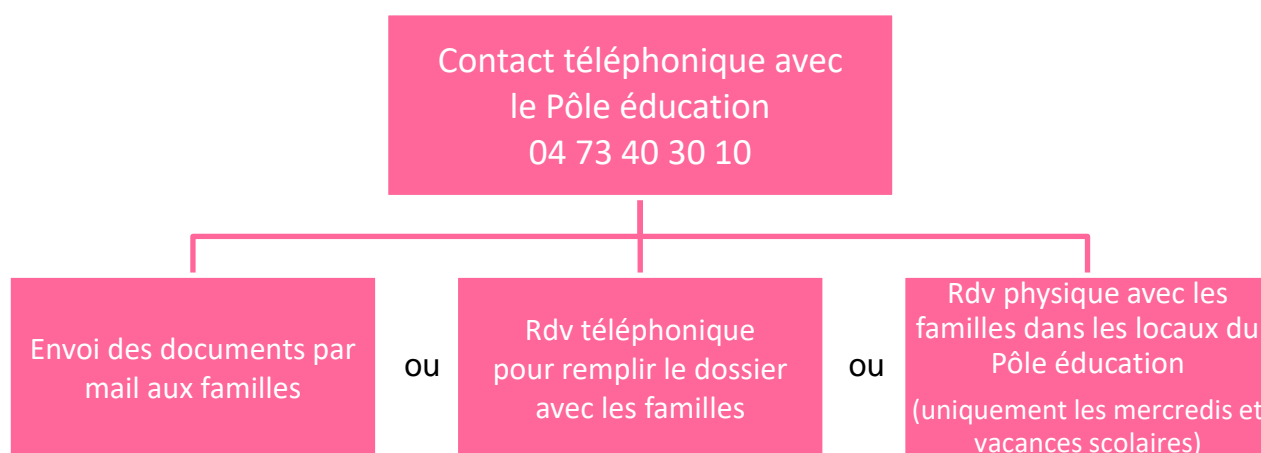 Contact téléphonique avec
le Pôle éducation
04 73 40 30 10
Envoi des documents par
mail aux familles
ou
Rdv téléphonique
pour remplir le dossier
avec les familles
ou
Rdv physique avec les
familles dans les locaux du
Pôle éducation
(uniquement les mercredis et
vacances scolaires)